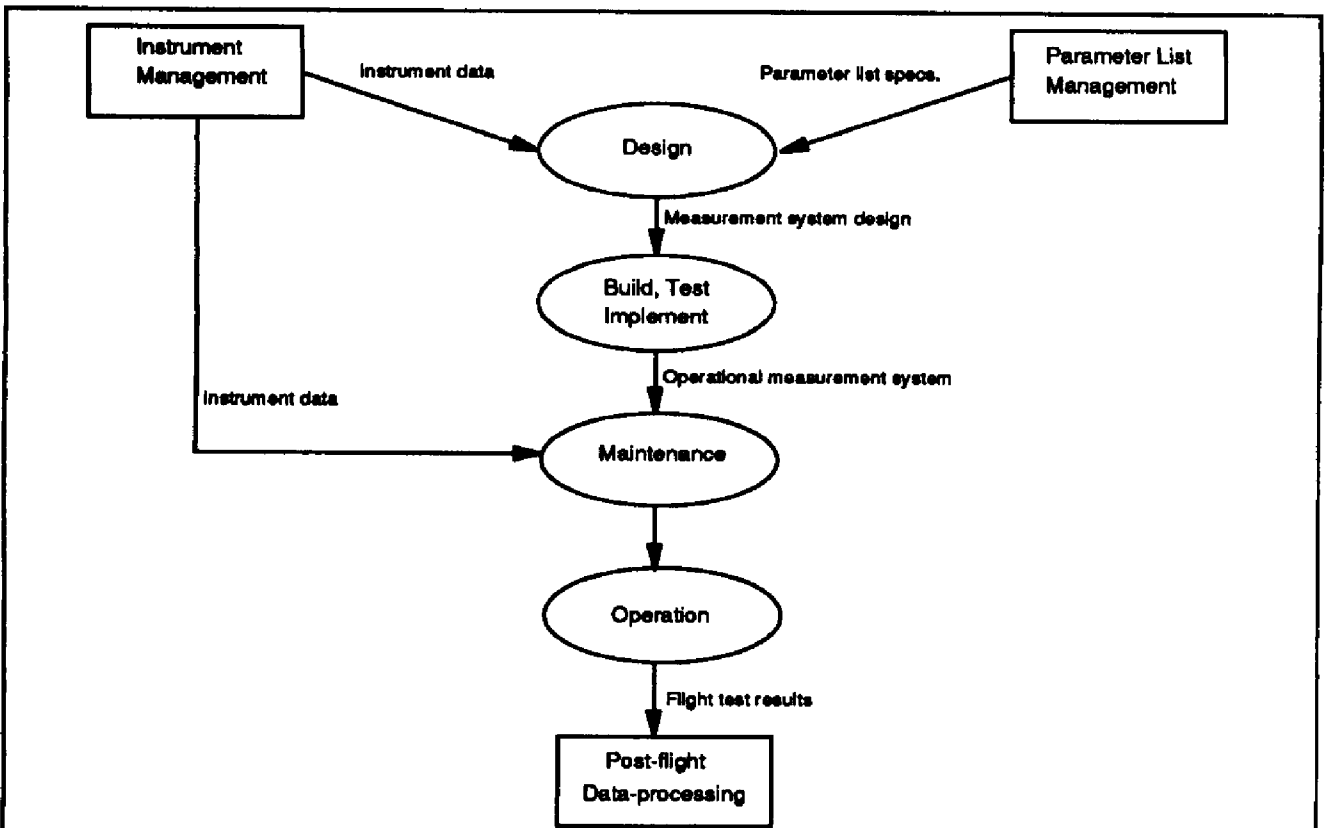 Instrument
Management
Instrument data
Parameter list specs.
Parameter List
Management
Design
Measurement system design
Build, Test
Implement
Operational measurement system
Instrument data
Maintenance
Operation
Flight test results
Post-flight
Data-processing